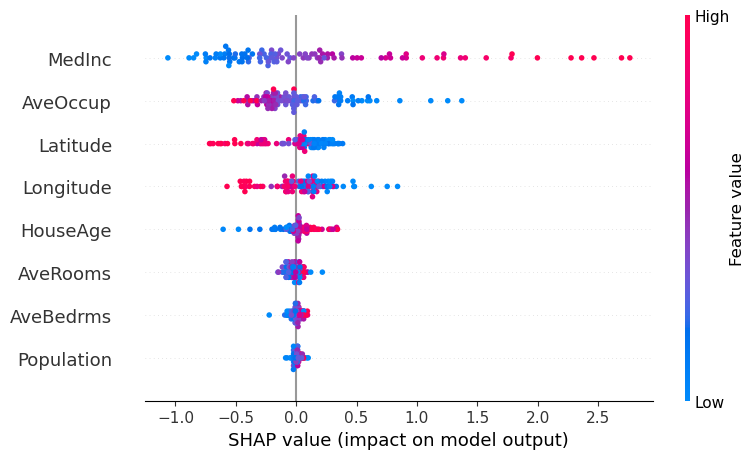 High
MedInc
AveOccup
Latitude
Longitude
HouseAge
AveRooms
AveBedrms
Population
Feature value
Low
−1.0 −0.5 0.0 0.5 1.0 1.5 2.0 2.5
SHAP value (impact on model output)